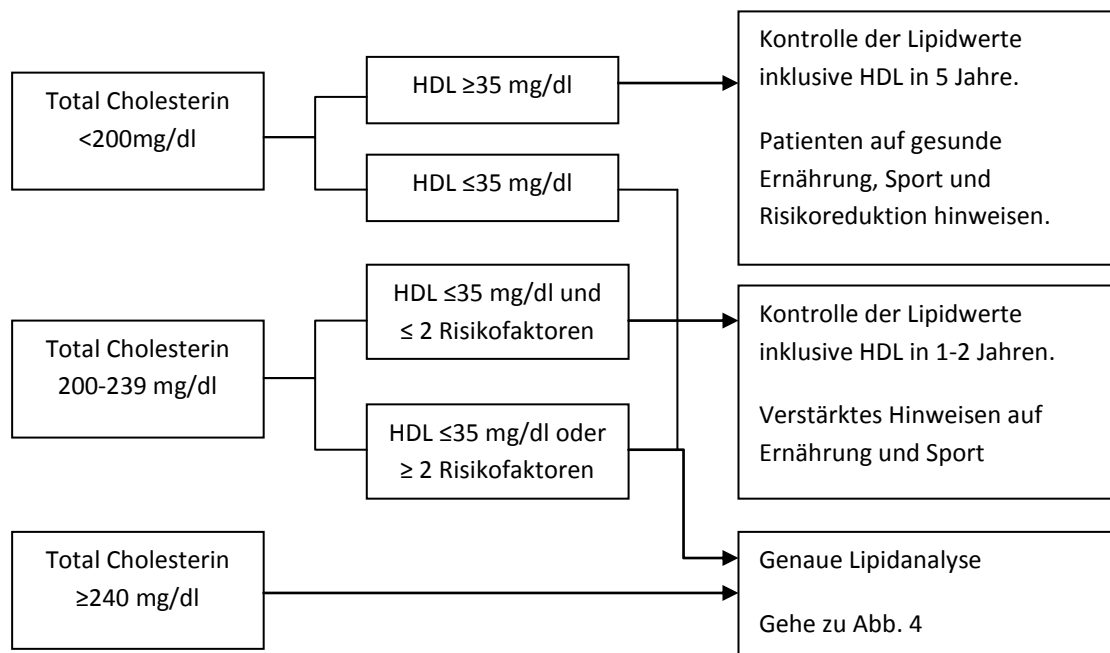 Total Cholesterin
<200mg/dl
HDL ≥35 mg/dl
HDL ≤35 mg/dl
Kontrolle der Lipidwerte
inklusive HDL in 5 Jahre.
Patienten auf gesunde
Ernährung, Sport und
Risikoreduktion hinweisen.
Total Cholesterin
200-239 mg/dl
HDL ≤35 mg/dl und
≤ 2 Risikofaktoren
HDL ≤35 mg/dl oder
≥ 2 Risikofaktoren
Kontrolle der Lipidwerte
inklusive HDL in 1-2 Jahren.
Verstärktes Hinweisen auf
Ernährung und Sport
Total Cholesterin
≥240 mg/dl
Genaue Lipidanalyse
Gehe zu Abb. 4